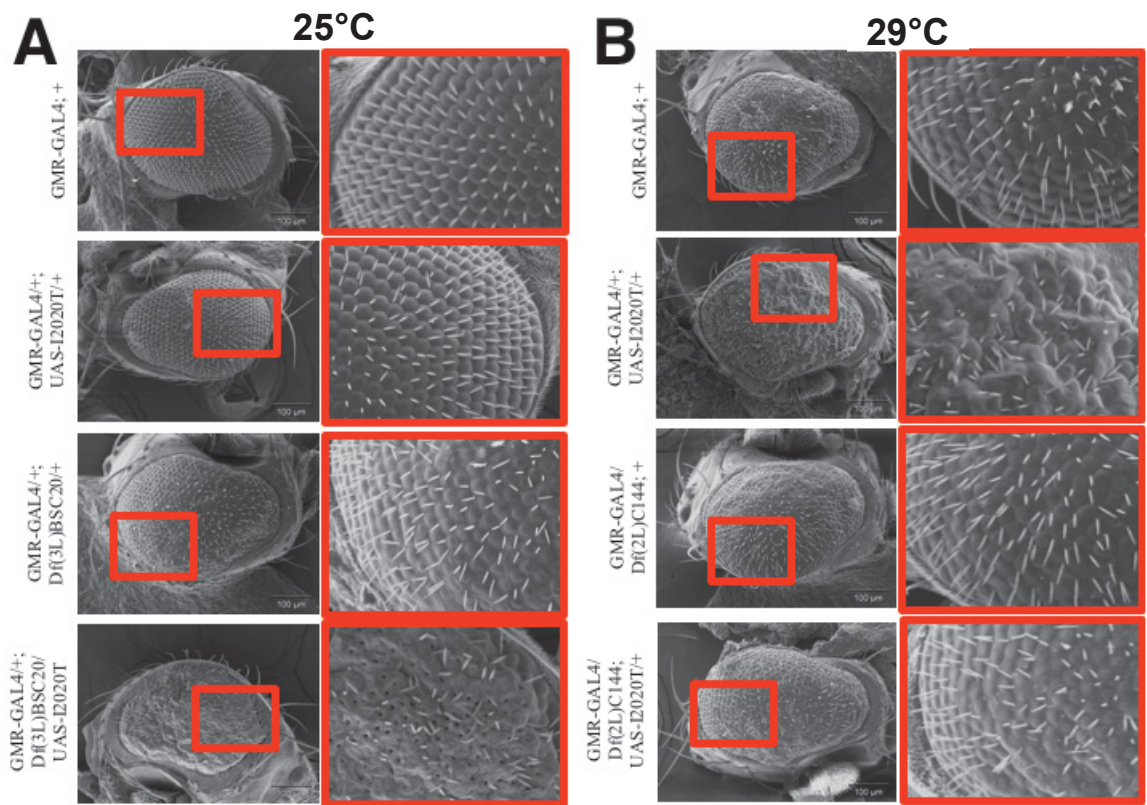 A
25°C
B
29°C
GMR-GAL4; +
100 µm
GMR-GAL4; +
100 µm
GMR-GAL4/+;
UAS-I2020T/+
100 µm
GMR-GAL4/+;
UAS-I2020T/+
100 µm
GMR-GAL4/+;
Df(3L)BSC20/+
100 µm
GMR-GAL4/
Df(2L)C144; +
100 µm
GMR-GAL4/+;
Df(3L)BSC20/
UAS-I2020T
100 µm
GMR-GAL4/
Df(2L)C144;
UAS-I2020T/+
100 µm